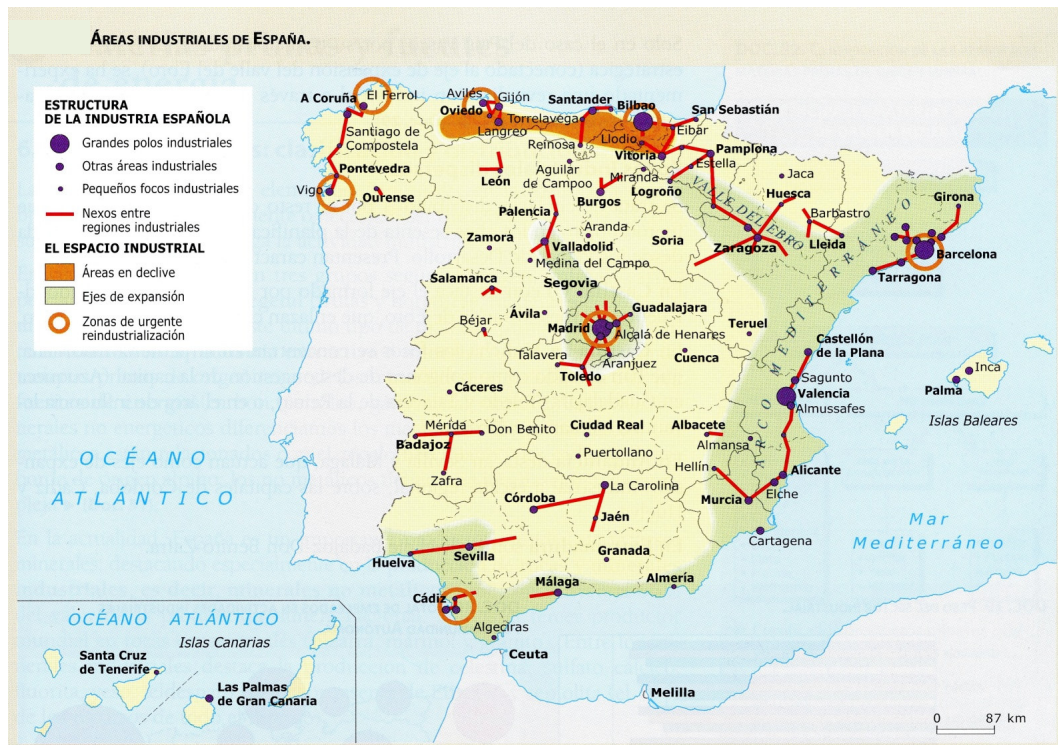 ÁREAS INDUSTRIALES DE ESPAÑA.
ESTRUCTURA
DE LA INDUSTRIA ESPAÑOLA
Grandes polos industriales
Otras áreas industriales
Pequeños focos industriales
Nexos entre
regiones industriales
EL ESPACIO INDUSTRIAL
Áreas en declive
Ejes de expansión
Zonas de urgente
reindustrialización
A Coruña
El Ferrol
Santiago de
Compostela
Pontevedra
Vigo
Ourense
Avilés
Gijón
Oviedo
Langreo
Torrelavega
Santander
Bilbao
San Sebastián
Eibar
Llodio
Reinosa
Vitoria
Pamplona
Estella
Aguilar
de Campo
Miranda
Logroño
León
Burgos
Jaca
Huesca
VALLE DEL EBRO
Barbastro
Girona
Palencia
Aranda
Zamora
Valladolid
Soria
Zaragoza
Lleida
Barcelona
Medina del Campo
Tarragona
Salamanca
Segovia
Ávila
Guadalajara
Béjar
Madrid
Alcalá de Henares
Teruel
Castellón
de la Plana
Talavera
Aranjuez
Cuenca
Toledo
Sagunto
Valencia
Almussafes
ARCO MEDITERRÁNEO
Inca
Palma
Islas Baleares
Cáceres
Mérida
Don Benito
Badajoz
Ciudad Real
Albacete
Almansa
Puertollano
Zafra
Hellín
Alicante
Elche
La Carolina
Córdoba
Murcia
Jaén
Cartagena
OCÉANO
ATLÁNTICO
Mar
Mediterráneo
Huelva
Sevilla
Granada
Málaga
Almería
Cádiz
Algeciras
Ceuta
Melilla
OCÉANO ATLÁNTICO
Islas Canarias
Santa Cruz
de Tenerife
Las Palmas
de Gran Canaria
0 87 km